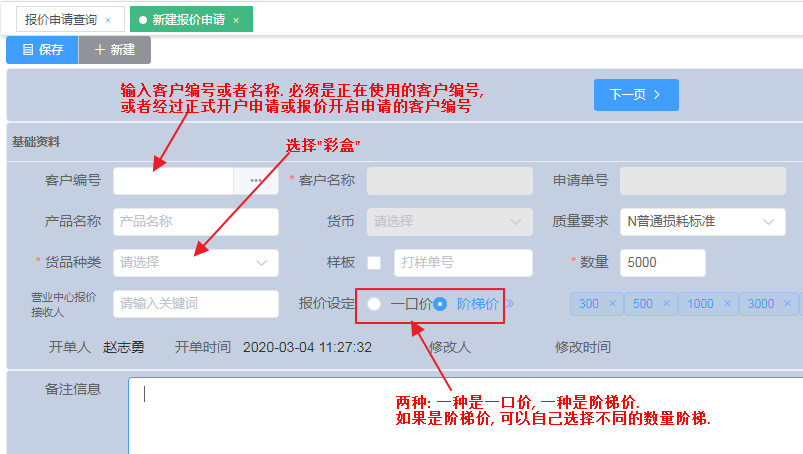 报价申请查询 × 新建报价申请 ×
保存 新建
输入客户编号或者名称. 必须是正在使用的客户编号,
或者经过正式开户申请或报价开启申请的客户编号
下一页 >
基础资料
选择"彩盒"
客户编号 ••• * 客户名称 申请单号
产品名称 产品名称 货币 请选择 质量要求 N普通损耗标准
* 货品种类 请选择 样板 打样单号 * 数量 5000
营业中心报价
接收人 请输入关键词 报价设定 一口价 阶梯价 » 300 × 500 × 1000 × 3000 ×
开单人 赵志勇 开单时间 2020-03-04 11:27:32 修改人 修改时间
备注信息
两种: 一种是一口价, 一种是阶梯价.
如果是阶梯价, 可以自己选择不同的数量阶梯.